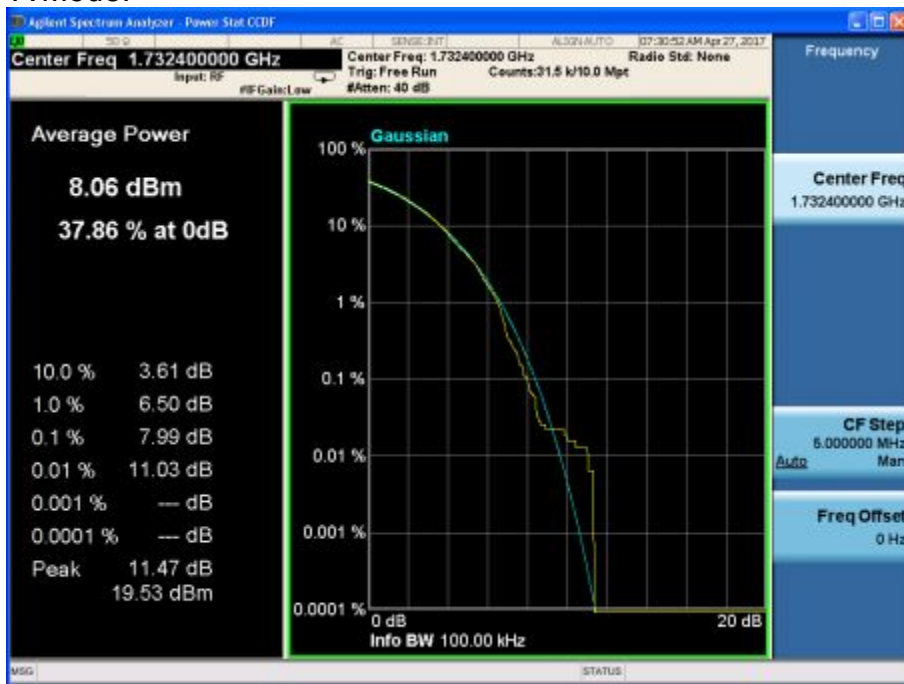 Agilent Spectrum Analyzer - Power Stat CCDF
50 Ω AC SENSE:INT ALIGN AUTO 07:30:52 AM Apr 27, 2017
Center Freq 1.732400000 GHz
Center Freq: 1.732400000 GHz Radio Std: None
Input: RF Trig: Free Run Counts:31.5 k/10.0 Mpt
#IFGain:Low #Atten: 40 dB
Frequency
Average Power
8.06 dBm
37.86 % at 0dB
10.0 % 3.61 dB
1.0 % 6.50 dB
0.1 % 7.99 dB
0.01 % 11.03 dB
0.001 % --- dB
0.0001 % --- dB
Peak 11.47 dB
19.53 dBm
Gaussian
100 %
10 %
1 %
0.1 %
0.01 %
0.001 %
0.0001 %
0 dB 20 dB
Info BW 100.00 kHz
Center Freq
1.732400000 GHz
CF Step
5.000000 MHz
Auto Man
Freq Offset
0 Hz
MSG STATUS